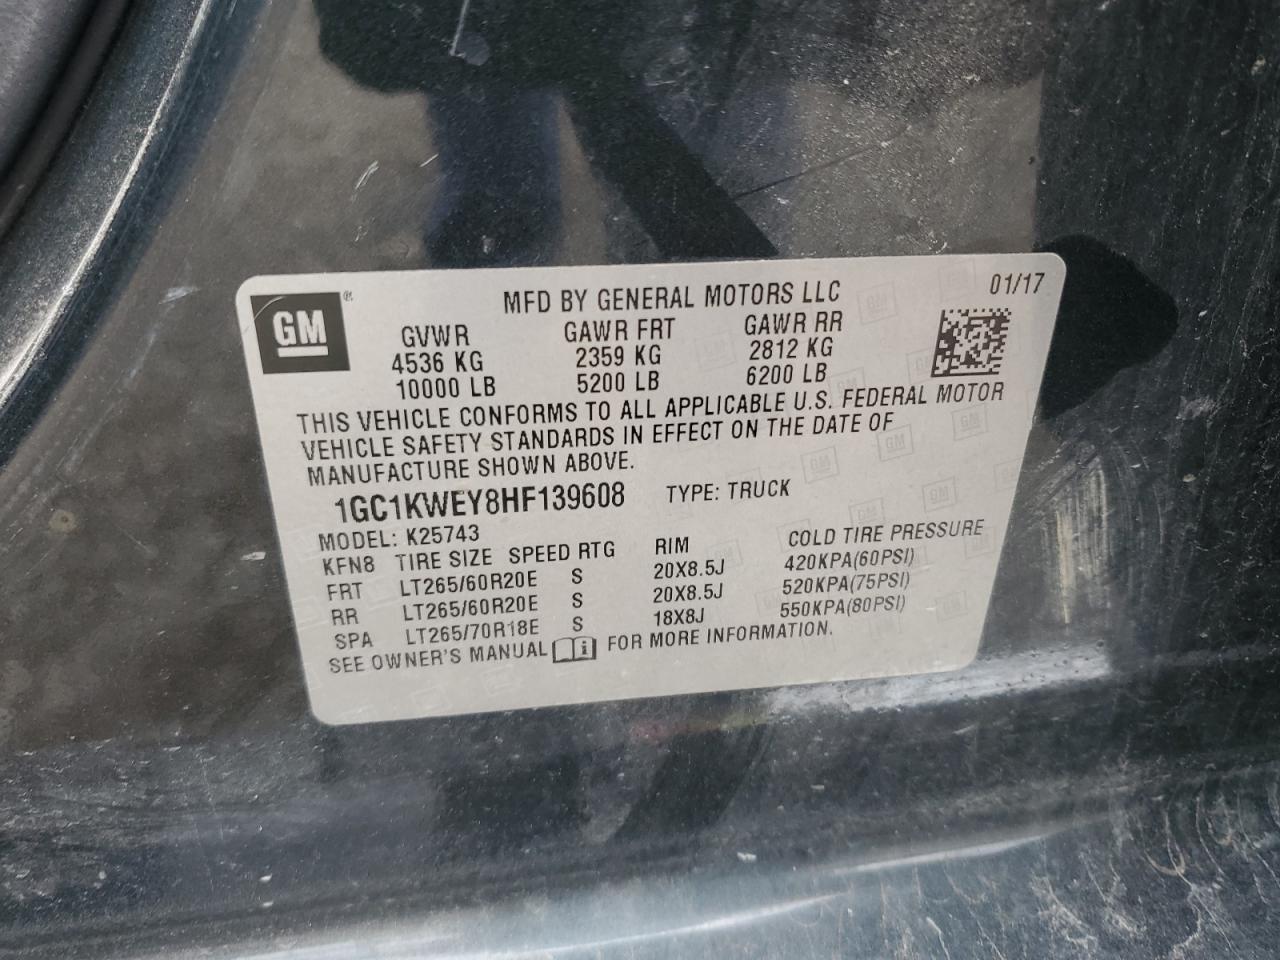 GM®
MFD BY GENERAL MOTORS LLC
01/17
GVWR GAWR FRT GAWR RR
4536 KG 2359 KG 2812 KG
10000 LB 5200 LB 6200 LB
THIS VEHICLE CONFORMS TO ALL APPLICABLE U.S. FEDERAL MOTOR
VEHICLE SAFETY STANDARDS IN EFFECT ON THE DATE OF
MANUFACTURE SHOWN ABOVE.
1GC1KWEY8HF139608 TYPE: TRUCK
MODEL: K25743
KFN8 TIRE SIZE SPEED RTG RIM COLD TIRE PRESSURE
FRT LT265/60R20E S 20X8.5J 420KPA(60PSI)
RR LT265/60R20E S 20X8.5J 520KPA(75PSI)
SPA LT265/70R18E S 18X8J 550KPA(80PSI)
SEE OWNER'S MANUAL FOR MORE INFORMATION.